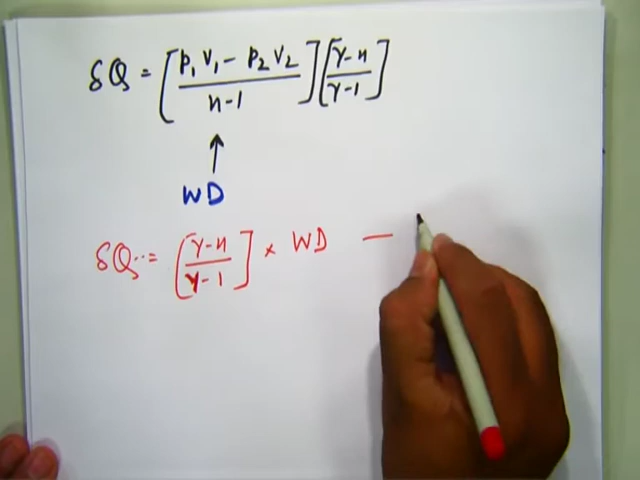 δQ = [P₁V₁ - P₂V₂ / n-1] [γ-n / γ-1]
↑
WD
δQ = [γ-n / γ-1] × WD —